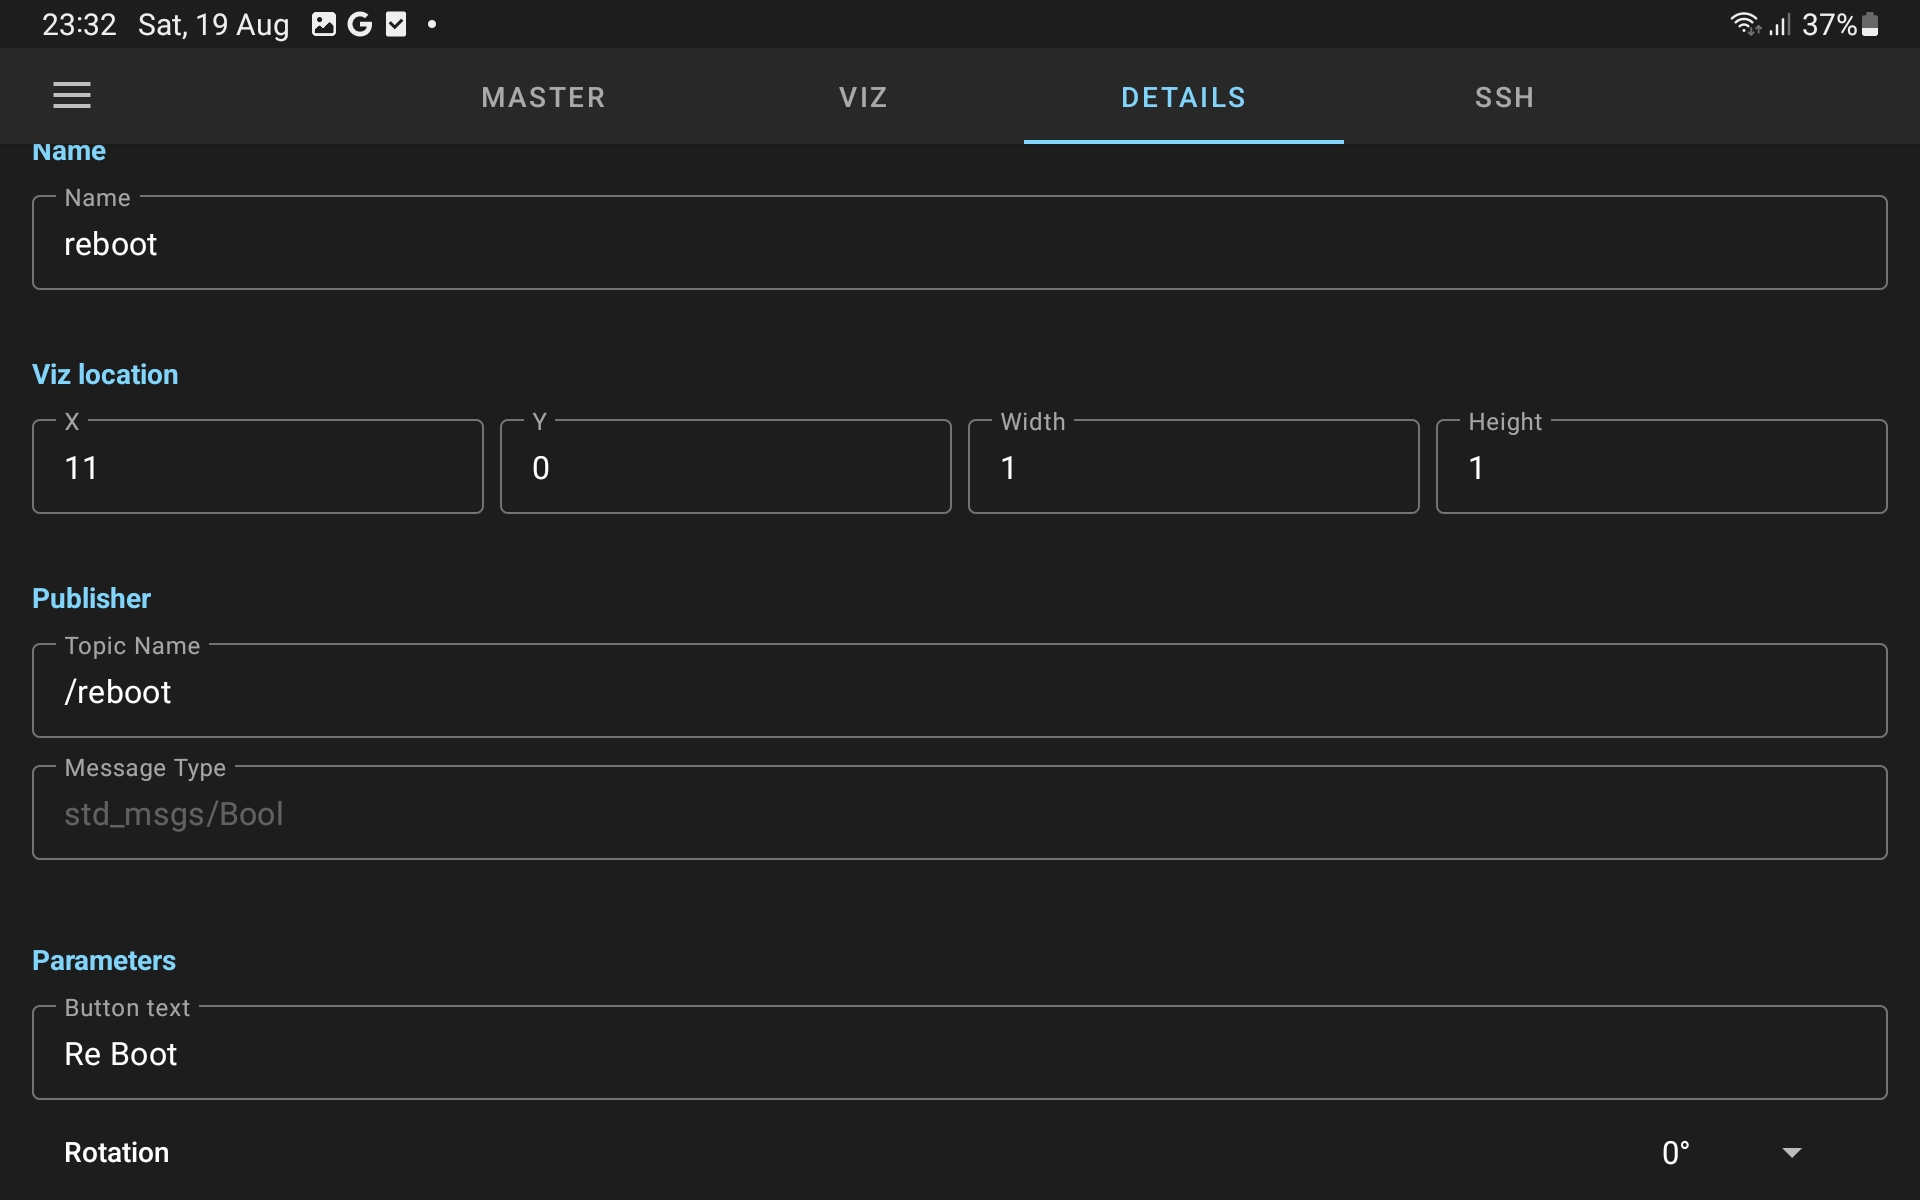 23:32 Sat, 19 Aug 37%
MASTER VIZ DETAILS SSH
Name
Name
reboot
Viz location
X Y Width Height
11 0 1 1
Publisher
Topic Name
/reboot
Message Type
std_msgs/Bool
Parameters
Button text
Re Boot
Rotation 0°